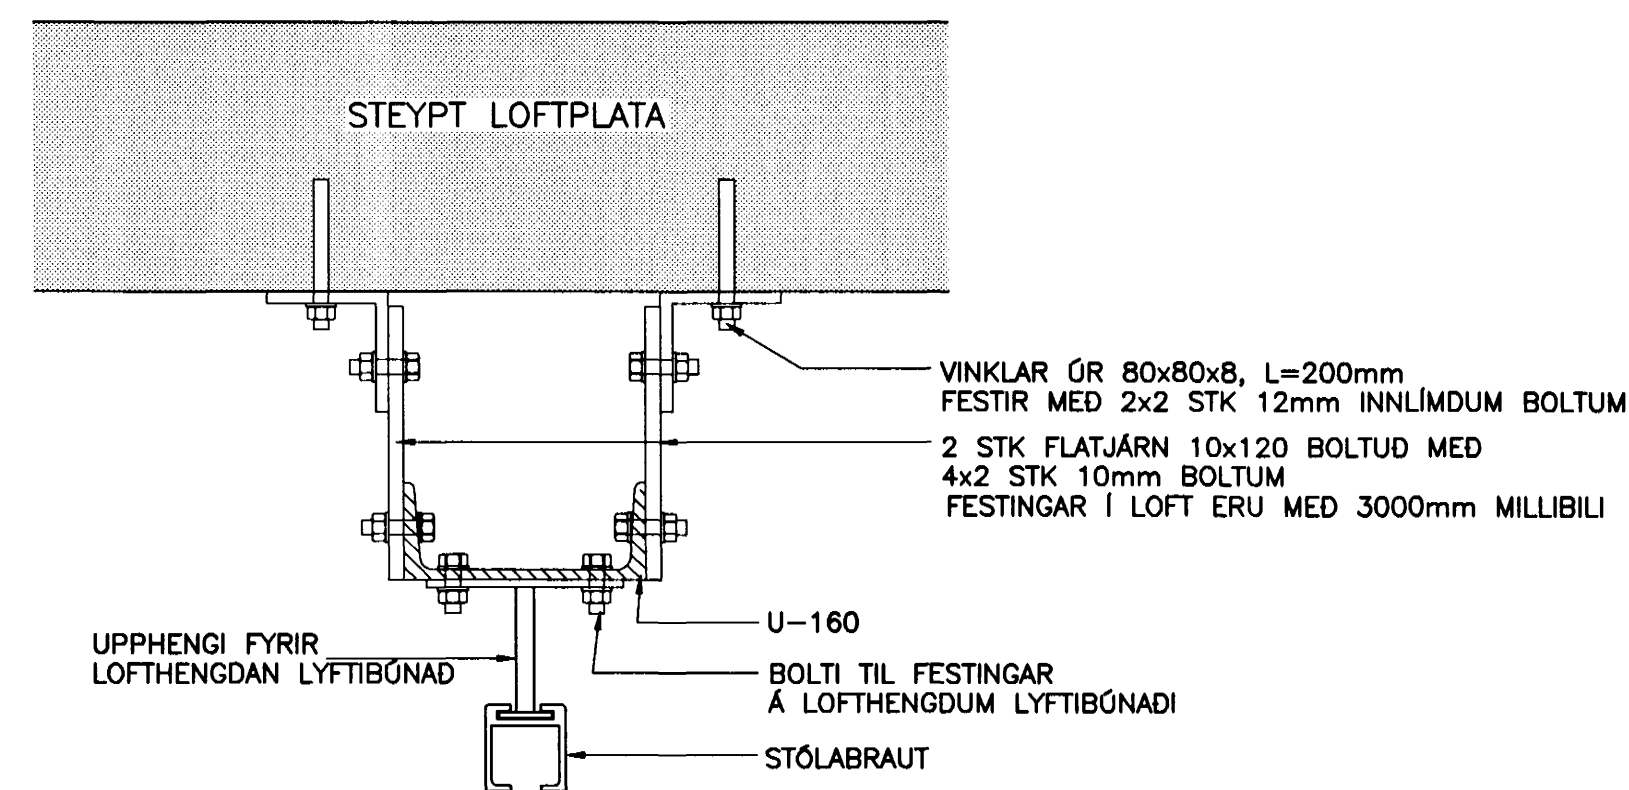 STEYPT LOFTPLATA
VINKLAR ÚR 80x80x8, L=200mm
FESTIR MEÐ 2x2 STK 12mm INNLÍMDUM BOLTUM
2 STK FLATJÁRN 10x120 BOLTUÐ MEÐ
4x2 STK 10mm BOLTUM
FESTINGAR Í LOFT ERU MEÐ 3000mm MILLIBILI
U-160
UPPHENGI FYRIR
LOFTHENGDAN LYFTIBÚNAÐ
BOLTI TIL FESTINGAR
Á LOFTHENGDUM LYFTIBÚNAÐI
STÓLABRAUT